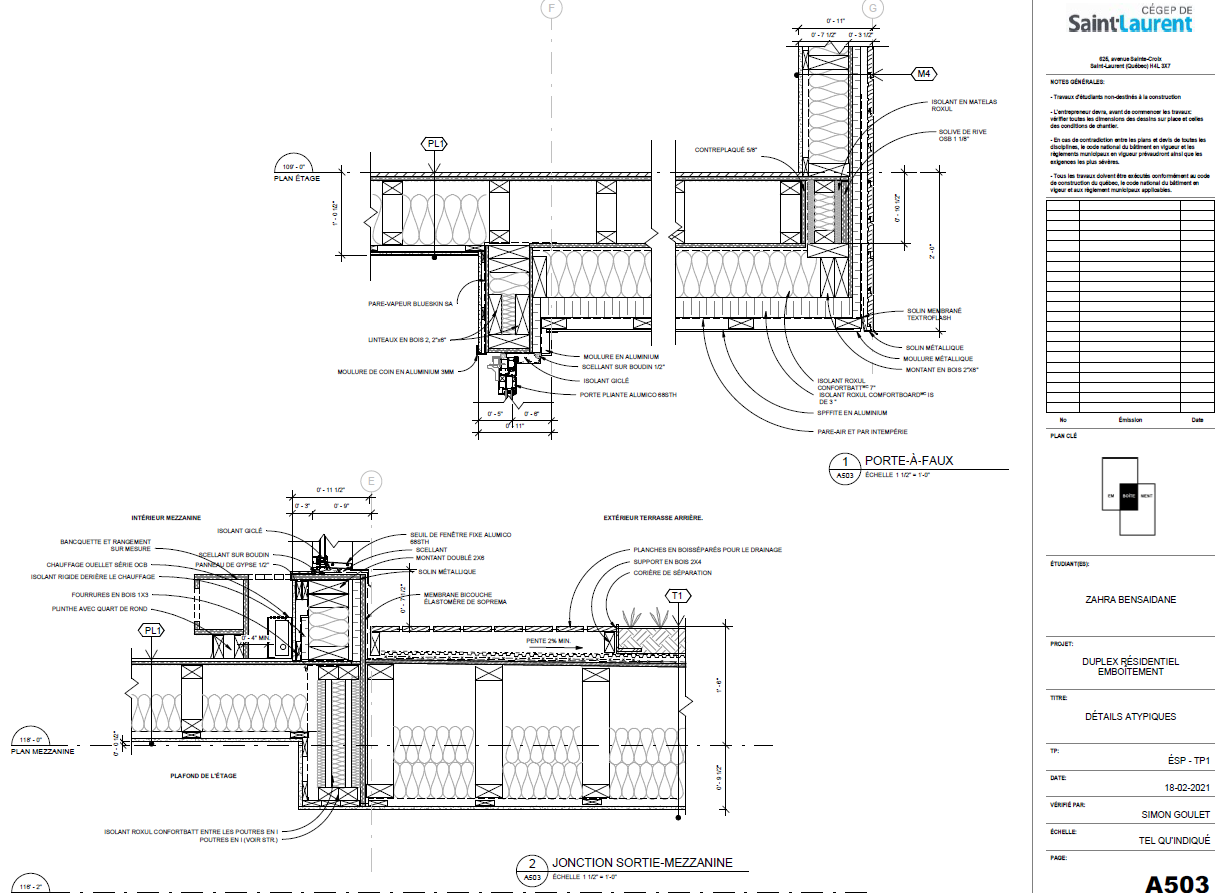 F
G
0' - 11"
0' - 7 1/2"
0' - 3 1/2"
M4
ISOLANT EN MATELAS
ROXUL
SOLIVE DE RIVE
OSB 1 1/8"
CONTREPLAQUÉ 5/8"
PL1
109' - 0"
PLAN ÉTAGE
1' - 0 1/2"
0' - 10 1/2"
2' - 0"
PARE-VAPEUR BLUESKIN SA
LINTEAUX EN BOIS 2, 2"x6"
MOULURE DE COIN EN ALUMINIUM 3MM
MOULURE EN ALUMINIUM
SCELLANT SUR BOUDIN 1/2"
ISOLANT GICLÉ
PORTE PLIANTE ALUMICO 68STH
0' - 5"
0' - 6"
0' - 11"
SOLIN MEMBRANÉ
TEXTROFLASH
SOLIN MÉTALLIQUE
MOULURE MÉTALLIQUE
MONTANT EN BOIS 2"X6"
ISOLANT ROXUL
CONFORTBATTᴹᶜ 7"
ISOLANT ROXUL COMFORTBOARDᴹᶜ IS
DE 3 "
SPFFITE EN ALUMINIUM
PARE-AIR ET PAR INTEMPÉRIE
1
A503
PORTE-À-FAUX
ÉCHELLE 1 1/2" = 1'-0"
E
0' - 11 1/2"
0' - 3"
0' - 9"
INTÉRIEUR MEZZANINE
EXTÉRIEUR TERRASSE ARRIÈRE.
ISOLANT GICLÉ
BANCQUETTE ET RANGEMENT
SUR MESURE
SCELLANT SUR BOUDIN
CHAUFFAGE OUELLET SÉRIE OCB
PANNEAU DE GYPSE 1/2"
ISOLANT RIGIDE DERIÈRE LE CHAUFFAGE
FOURRURES EN BOIS 1X3
PLINTHE AVEC QUART DE ROND
PL1
0' - 4" MIN.
SEUIL DE FENÊTRE FIXE ALUMICO
68STH
SCELLANT
MONTANT DOUBLÉ 2X6
SOLIN MÉTALLIQUE
MEMBRANE BICOUCHE
ÉLASTOMÈRE DE SOPREMA
0' - 7 1/2"
PLANCHES EN BOISSÉPARÉS POUR LE DRAINAGE
SUPPORT EN BOIS 2X4
CORIÈRE DE SÉPARATION
T1
PENTE 2% MIN.
1' - 6"
0' - 9 1/2"
118' - 0"
PLAN MEZZANINE
0' - 0 1/2"
PLAFOND DE L'ÉTAGE
ISOLANT ROXUL CONFORTBATT ENTRE LES POUTRES EN I
POUTRES EN I (VOIR STR.)
2
A503
JONCTION SORTIE-MEZZANINE
ÉCHELLE 1 1/2" = 1'-0"
116' - 2"
CÉGEP DE
Saint-Laurent
625, avenue Sainte-Croix
Saint-Laurent (Québec) H4L 3X7
NOTES GÉNÉRALES:
- Travaux d'étudiants non-destinés à la construction
- L'entrepreneur devra, avant de commencer les travaux:
vérifier toutes les dimensions des dessins sur place et celles
des conditions de chantier.
- En cas de contradiction entre les plans et devis de toutes les
disciplines, le code national du bâtiment en vigueur et les
règlements municipaux en vigueur prévaudront ainsi que les
exigences les plus sévères.
- Tous les travaux doivent être exécutés conformément au code
de construction du québec, le code national du bâtiment en
vigeur et aux règlement municipaux applicables.
No
Émission
Date
PLAN CLÉ
EM
BOÎTE
MENT
ÉTUDIANT(ES):
ZAHRA BENSAIDANE
PROJET:
DUPLEX RÉSIDENTIEL
EMBOÎTEMENT
TITRE:
DÉTAILS ATYPIQUES
TP:
ÉSP - TP1
DATE:
18-02-2021
VÉRIFIÉ PAR:
SIMON GOULET
ÉCHELLE:
TEL QU'INDIQUÉ
PAGE:
A503